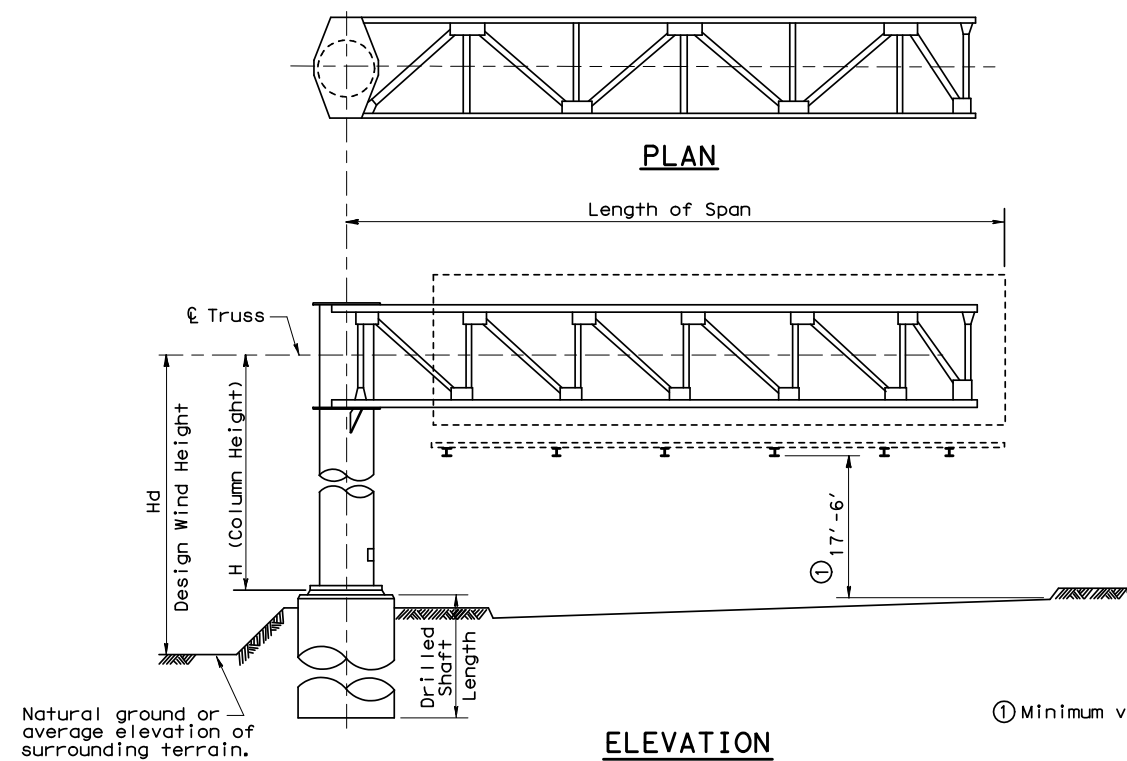 PLAN
Length of Span
℄ Truss
Hd
Design Wind Height
H (Column Height)
① 17'-6'
Drilled
Shaft
Length
Natural ground or
average elevation of
surrounding terrain.
① Minimum v
ELEVATION